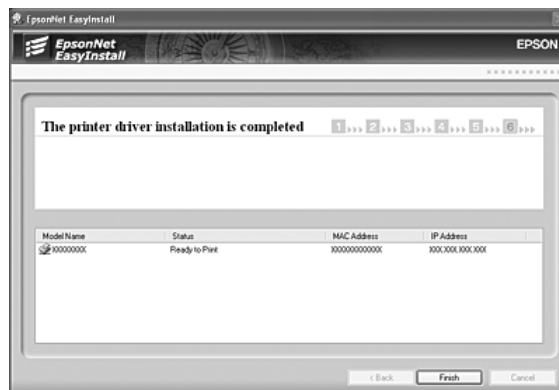 EpsonNet EasyInstall
EpsonNet
EasyInstall
EPSON
The printer driver installation is completed
1 2 3 4 5 6
Model Name Status MAC Address IP Address
XXXXXXXX Ready to Print XXXXXXXXXXXX XXX.XXX.XXX.XXX
< Back Finish Cancel